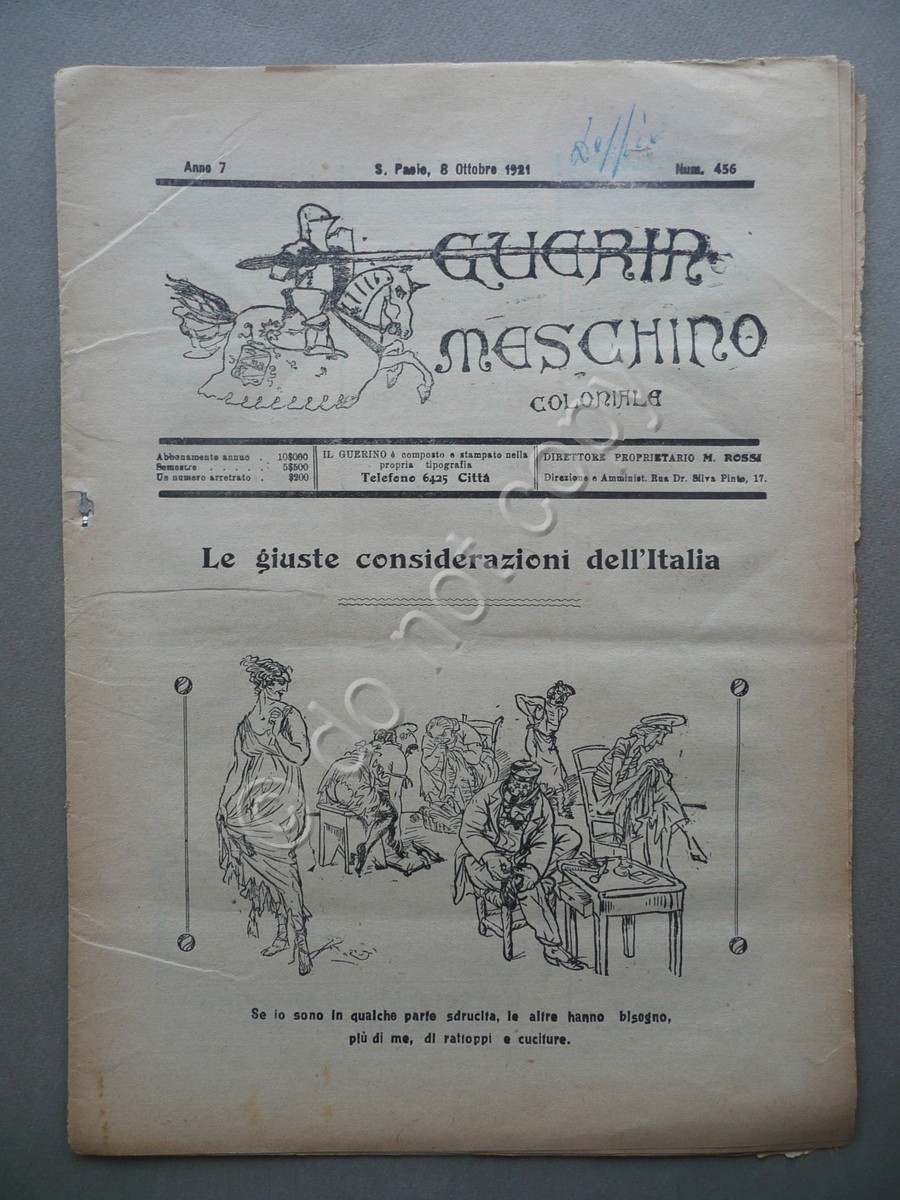 Anno 7 S. Paolo, 8 Ottobre 1921 Num. 456
GUERIN
MESCHINO
COLONIALE
Abbonamento annuo . 10$000
Semestre . . . . . 5$500
Un numero arretrato . $200
IL GUERINO è composto e stampato nella
propria tipografia
Telefono 6425 Città
DIRETTORE PROPRIETARIO M. ROSSI
Direzione e Amminist. Rua Dr. Silva Pinto, 17.
Le giuste considerazioni dell'Italia
Se io sono in qualche parte sdrucita, le altre hanno bisogno,
più di me, di rattoppi e cuciture.
© do not copy